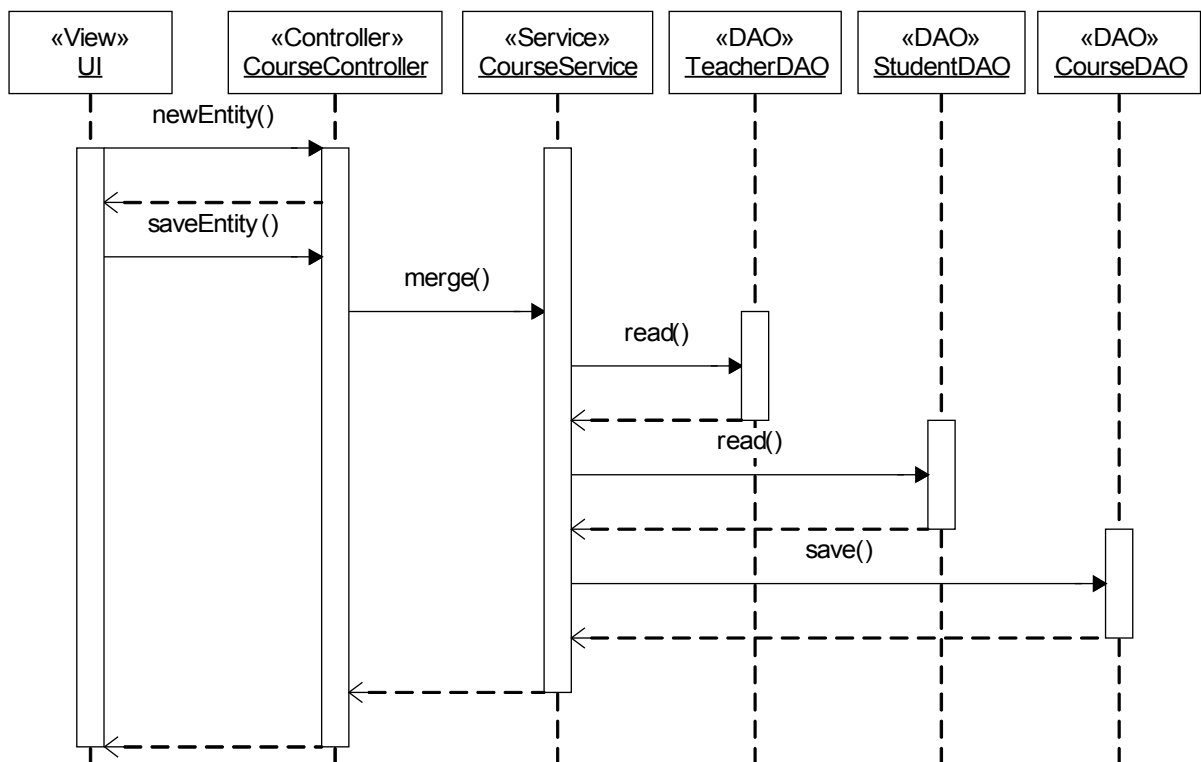 «View»
UI
«Controller»
CourseController
«Service»
CourseService
«DAO»
TeacherDAO
«DAO»
StudentDAO
«DAO»
CourseDAO
newEntity()
saveEntity()
merge()
read()
read()
save()